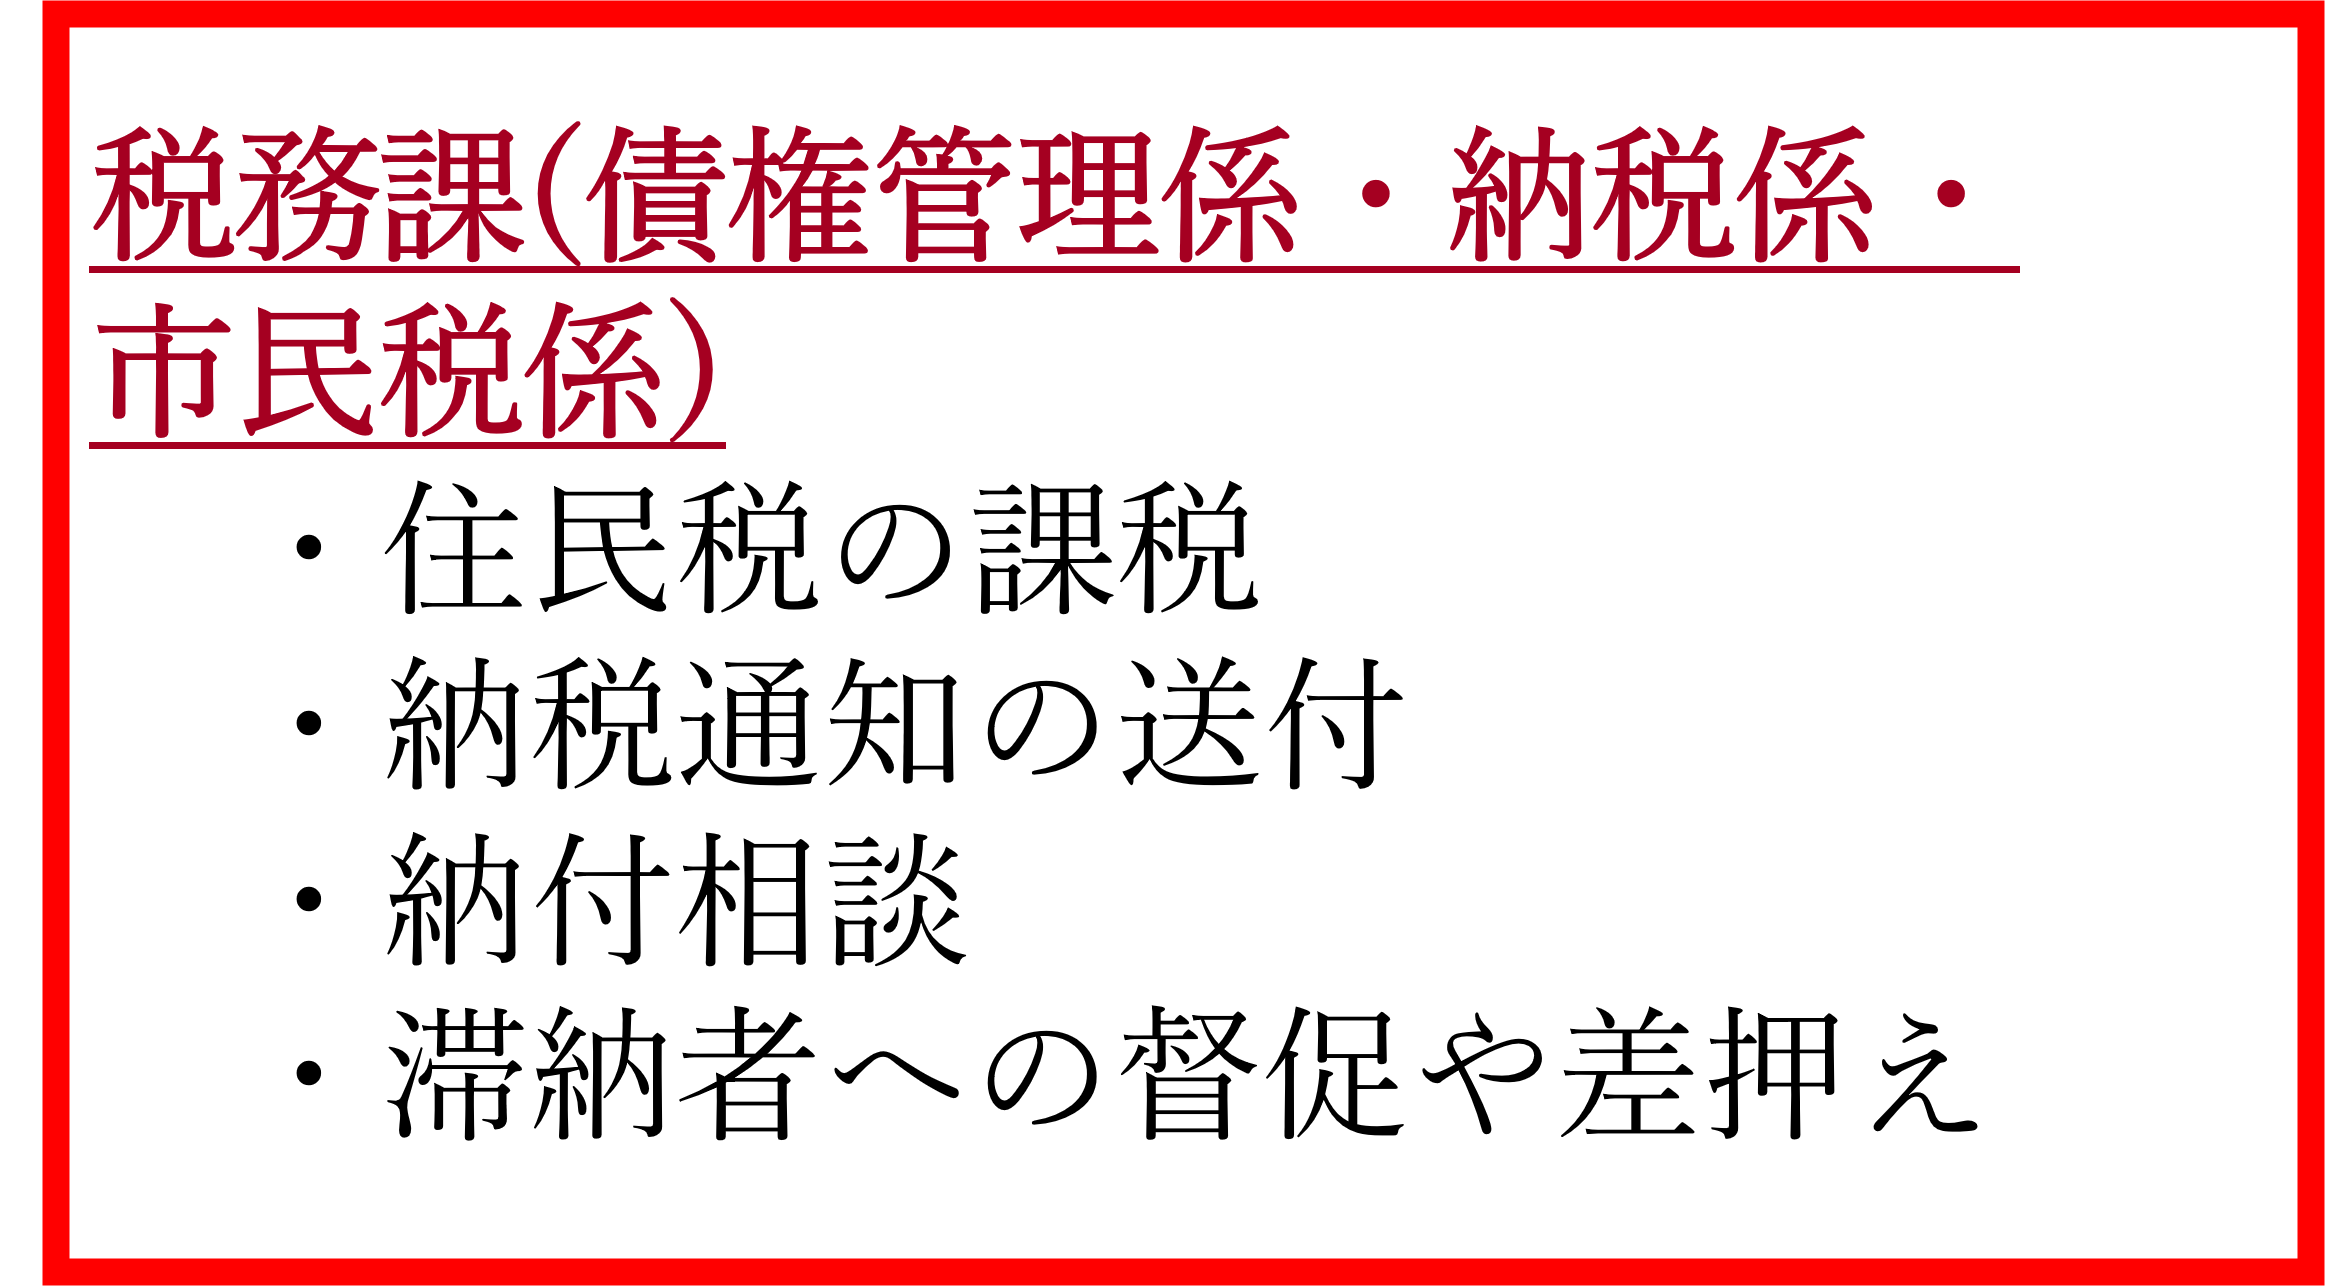 税務課(債権管理係・納税係・
市民税係)
・住民税の課税
・納税通知の送付
・納付相談
・滞納者への督促や差押え